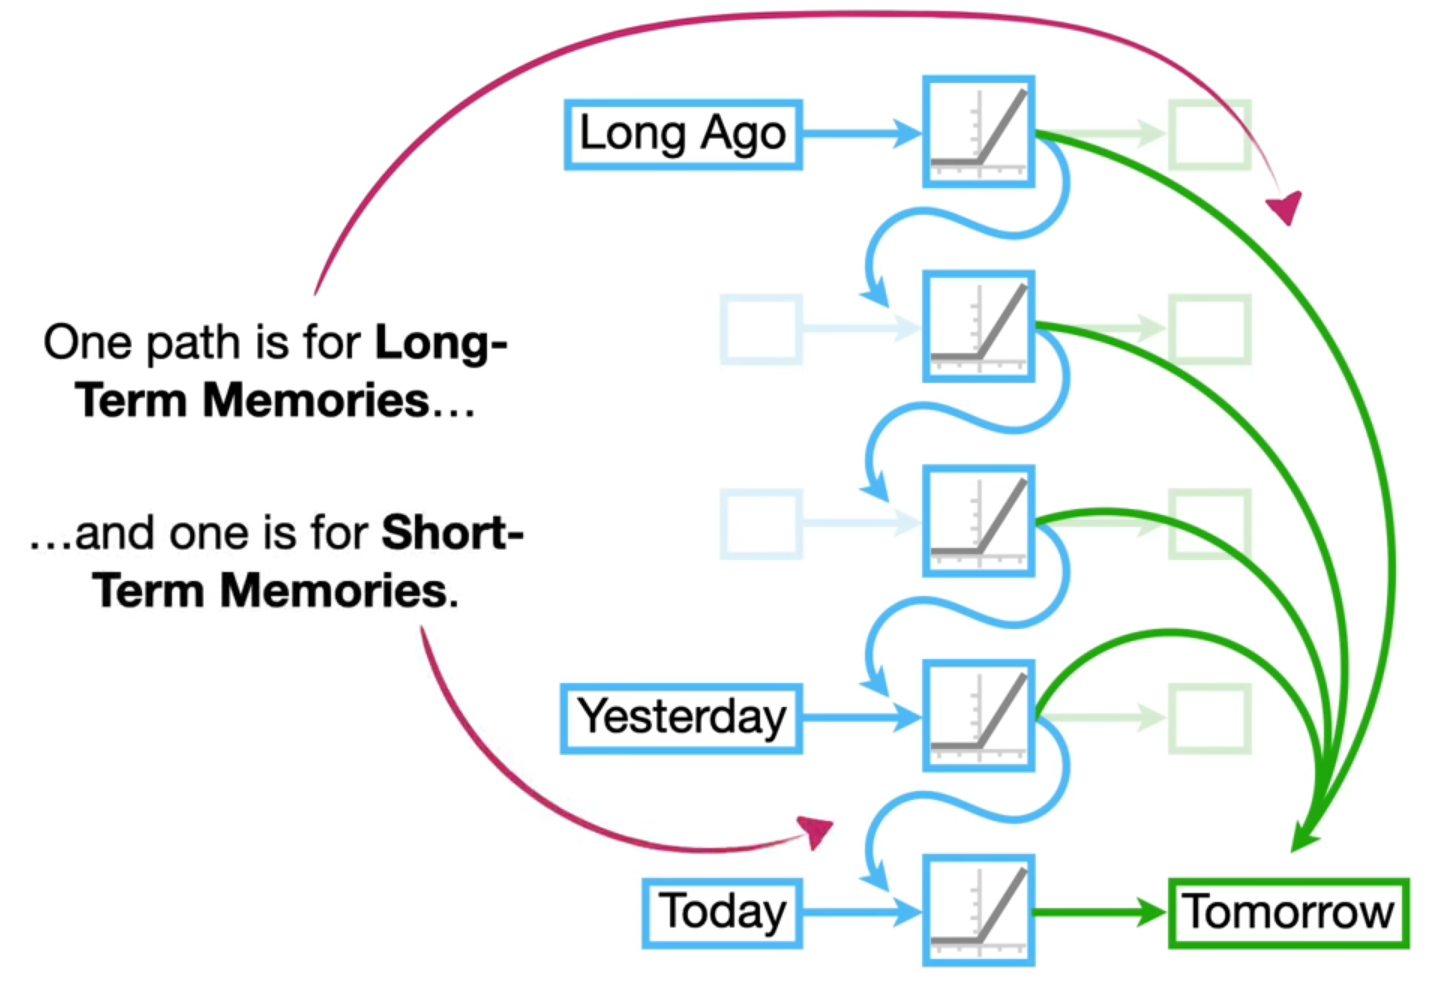 Long Ago
One path is for Long-
Term Memories...
...and one is for Short-
Term Memories.
Yesterday
Today
Tomorrow